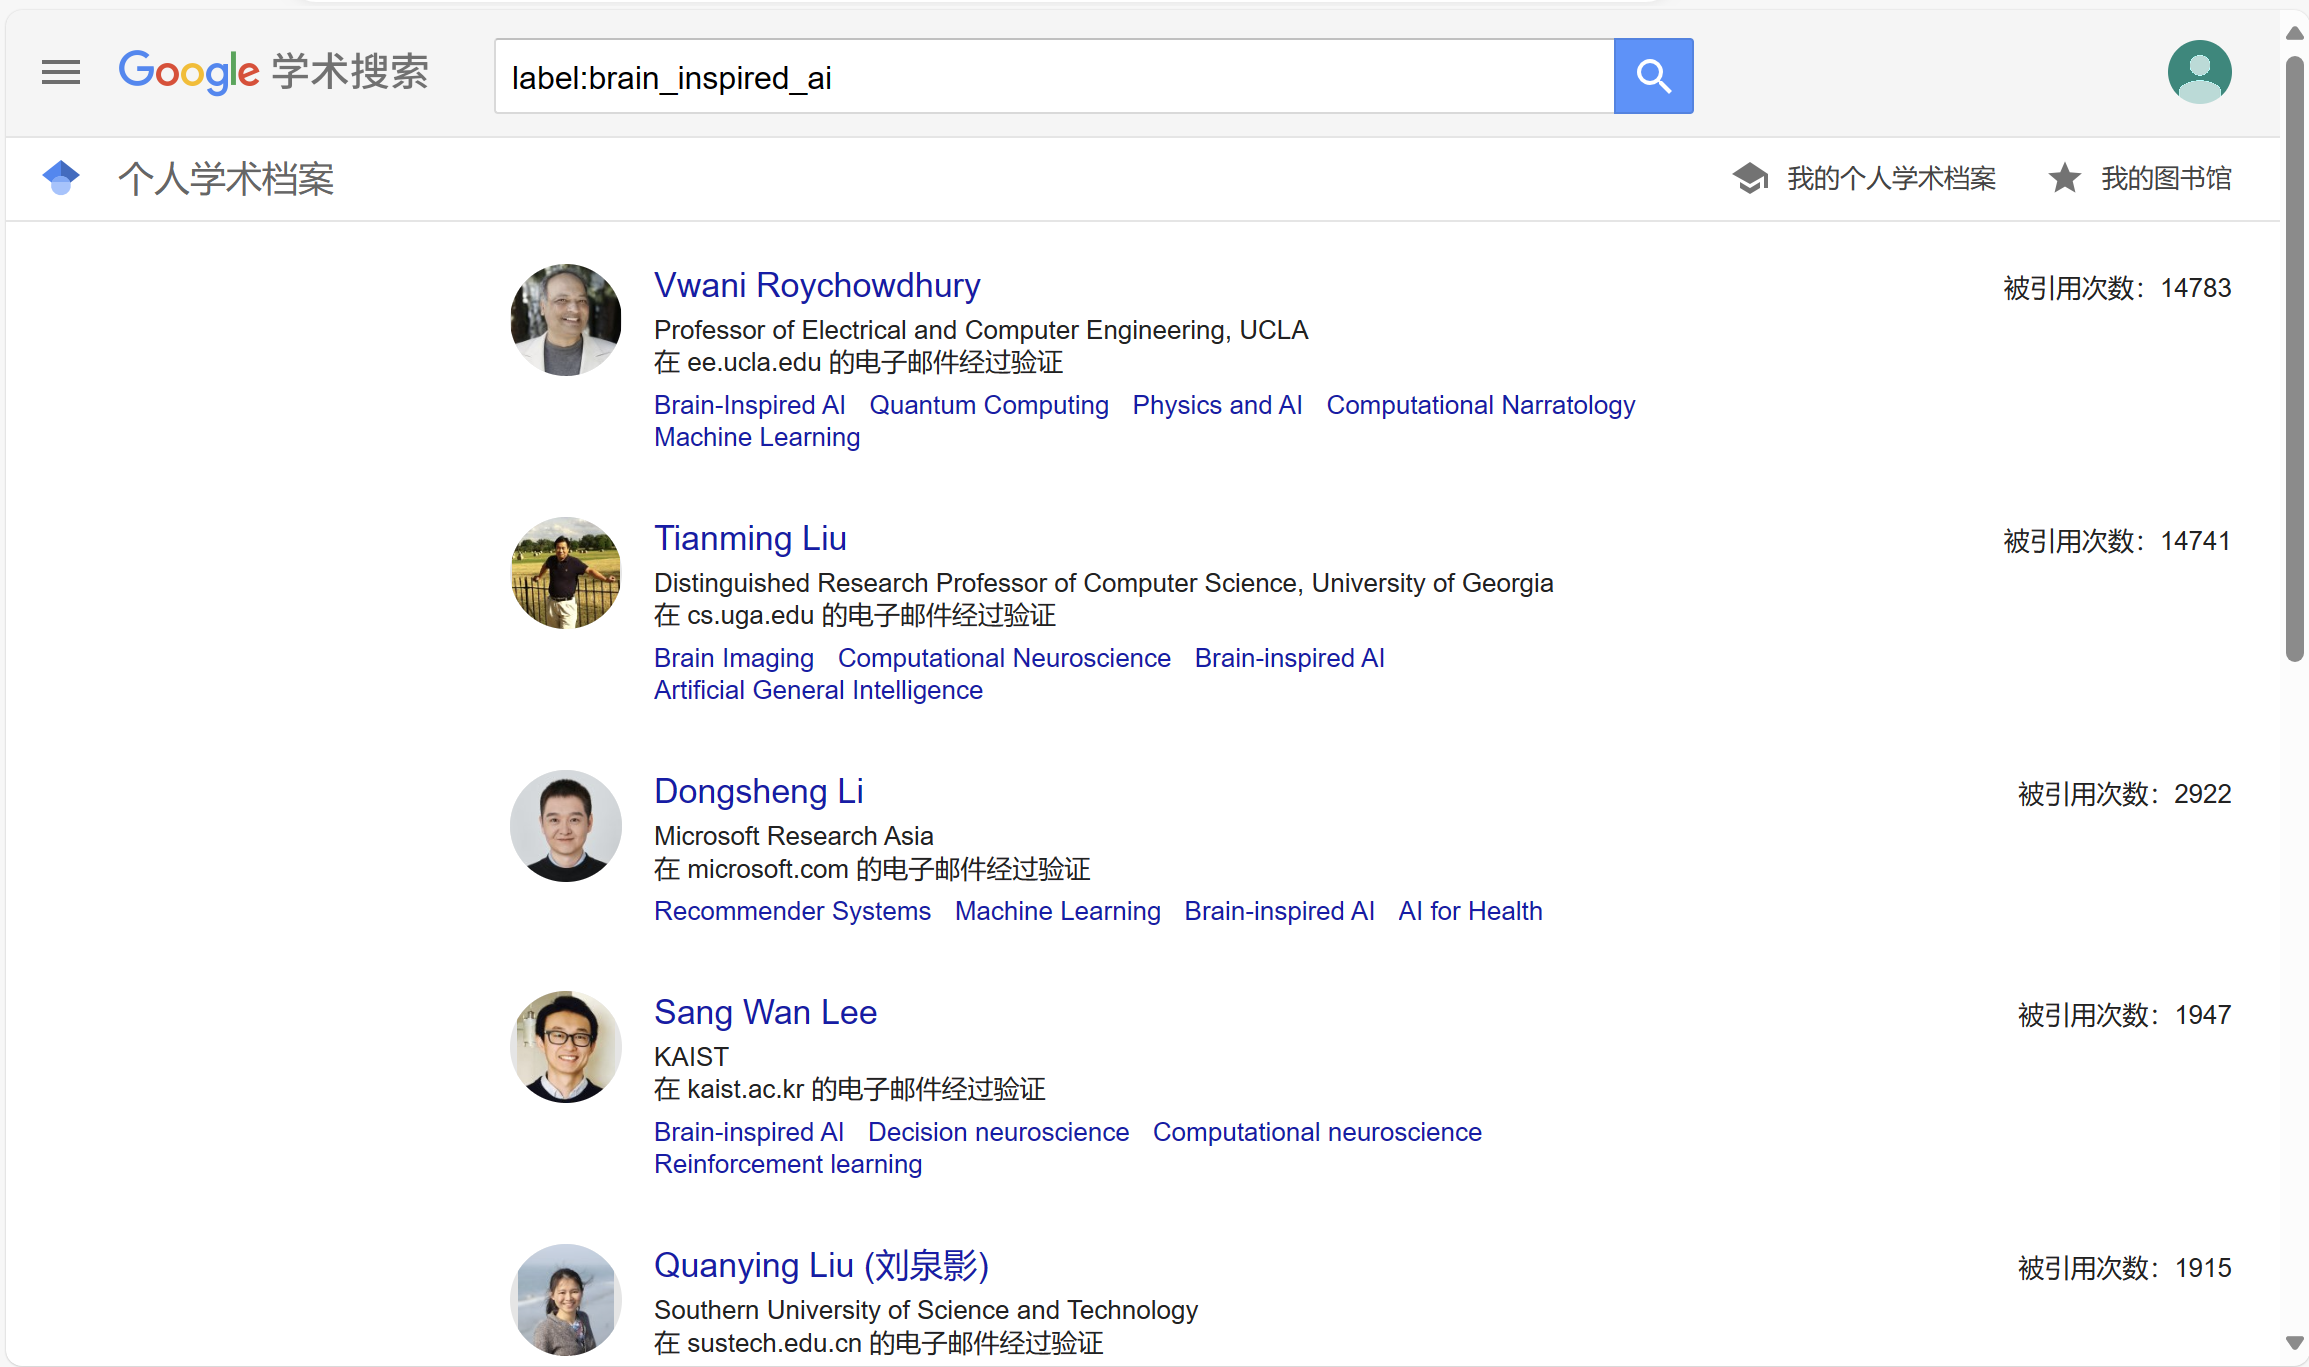 Google 学术搜索
label:brain_inspired_ai
个人学术档案
我的个人学术档案
我的图书馆
Vwani Roychowdhury
被引用次数：14783
Professor of Electrical and Computer Engineering, UCLA
在 ee.ucla.edu 的电子邮件经过验证
Brain-Inspired AI Quantum Computing Physics and AI Computational Narratology
Machine Learning
Tianming Liu
被引用次数：14741
Distinguished Research Professor of Computer Science, University of Georgia
在 cs.uga.edu 的电子邮件经过验证
Brain Imaging Computational Neuroscience Brain-inspired AI
Artificial General Intelligence
Dongsheng Li
被引用次数：2922
Microsoft Research Asia
在 microsoft.com 的电子邮件经过验证
Recommender Systems Machine Learning Brain-inspired AI AI for Health
Sang Wan Lee
被引用次数：1947
KAIST
在 kaist.ac.kr 的电子邮件经过验证
Brain-inspired AI Decision neuroscience Computational neuroscience
Reinforcement learning
Quanying Liu (刘泉影)
被引用次数：1915
Southern University of Science and Technology
在 sustech.edu.cn 的电子邮件经过验证